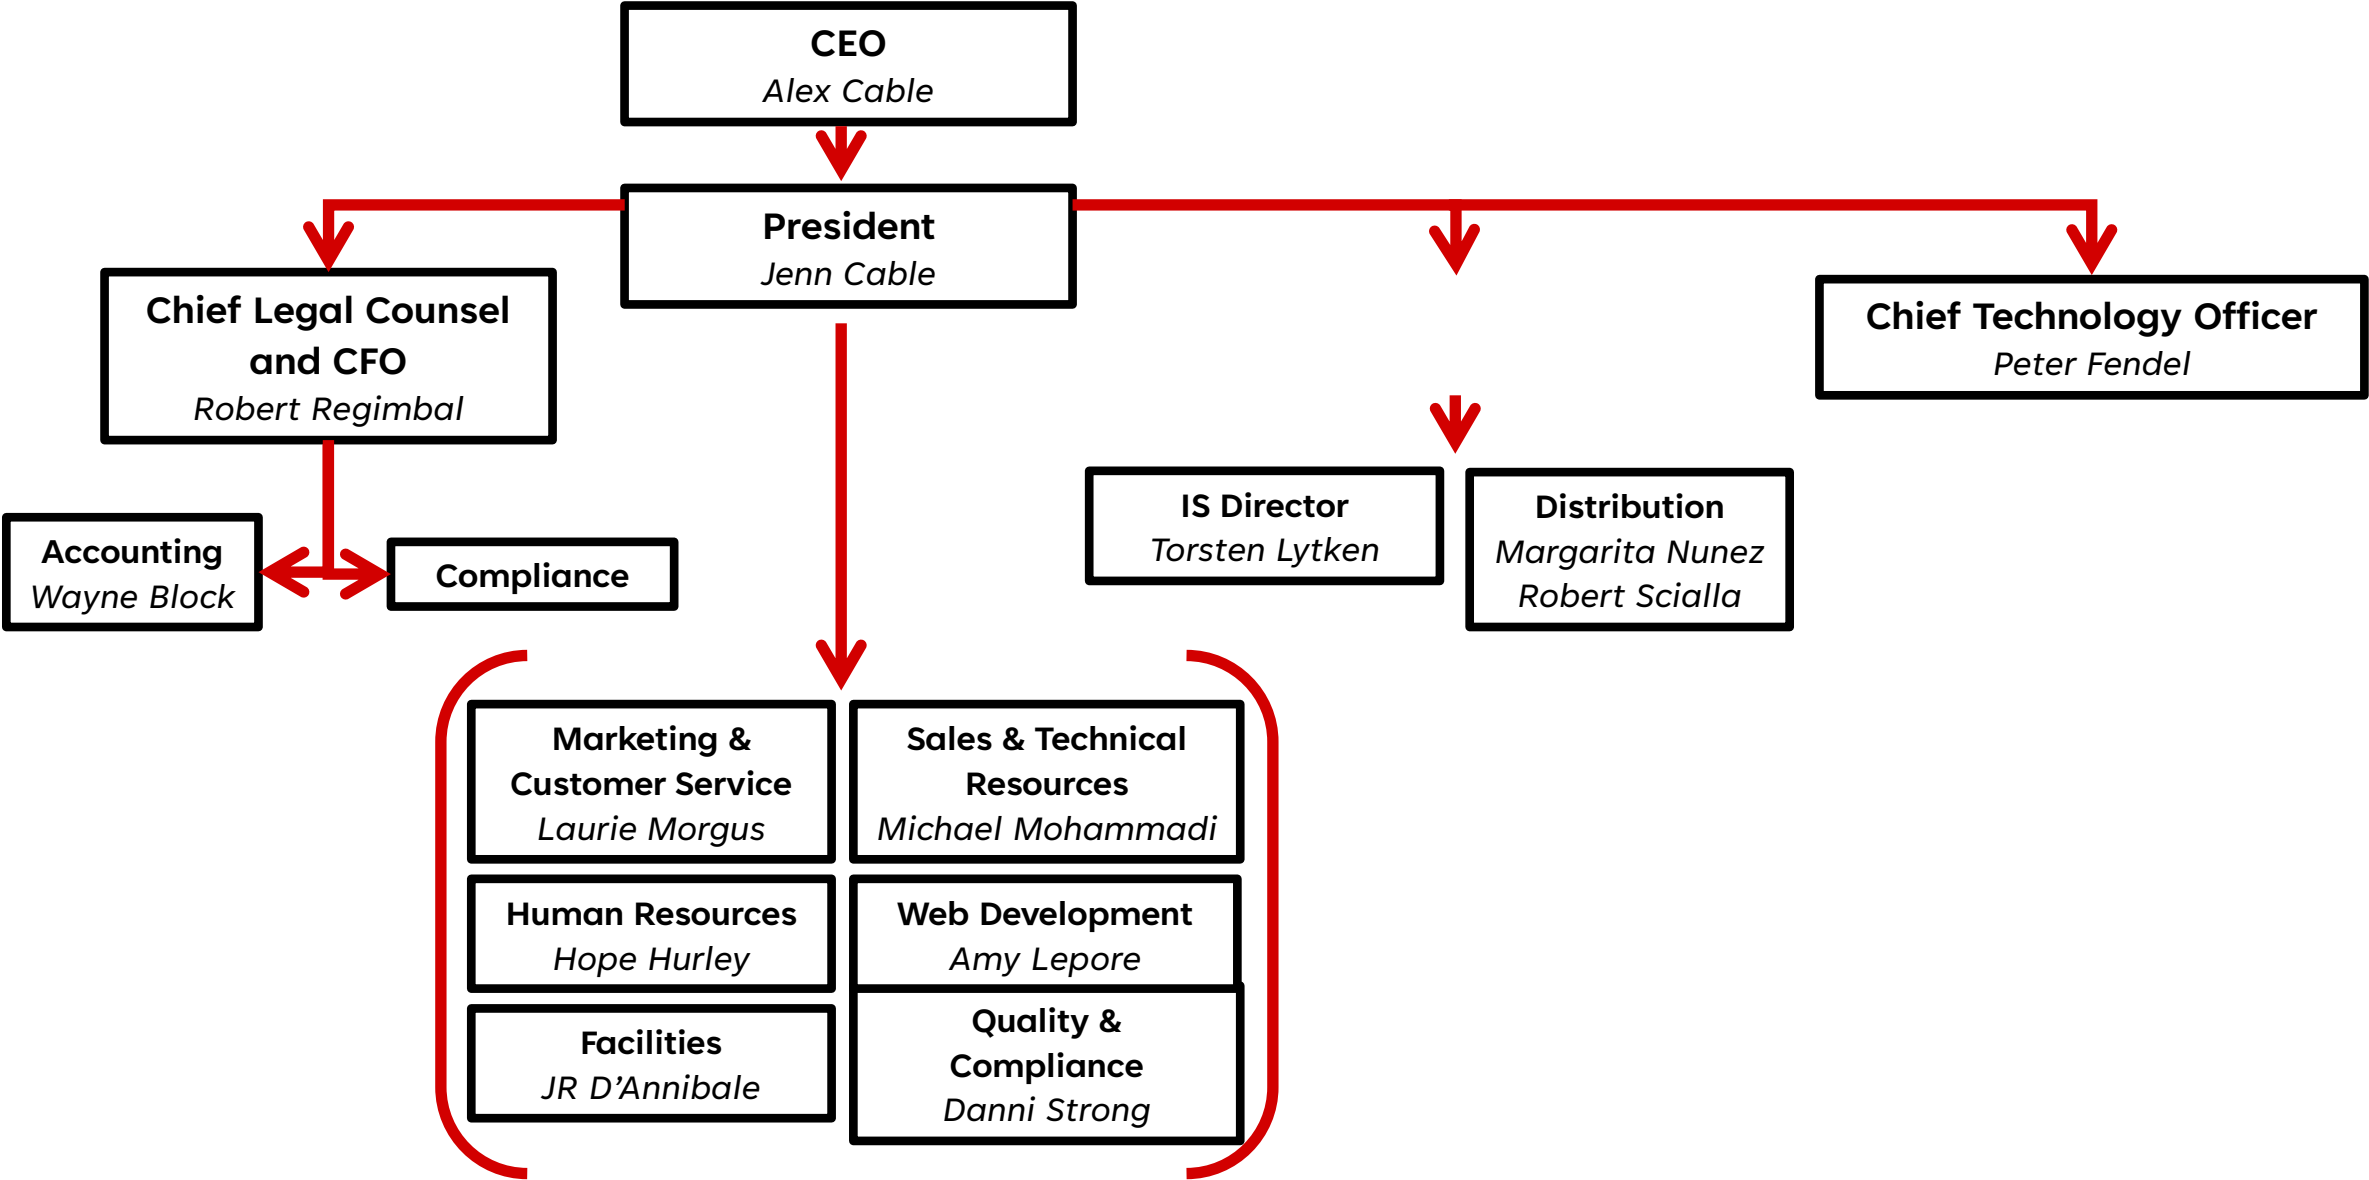 CEO
Alex Cable
President
Jenn Cable
Chief Legal Counsel
and CFO
Robert Regimbal
Chief Technology Officer
Peter Fendel
Accounting
Wayne Block
Compliance
IS Director
Torsten Lytken
Distribution
Margarita Nunez
Robert Scialla
Marketing &
Customer Service
Laurie Morgus
Sales & Technical
Resources
Michael Mohammadi
Human Resources
Hope Hurley
Web Development
Amy Lepore
Facilities
JR D’Annibale
Quality &
Compliance
Danni Strong